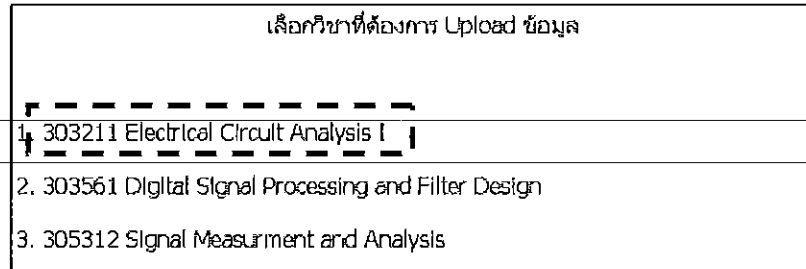 เลือกวิชาที่ต้องการ Upload ข้อมูล
1. 303211 Electrical Circuit Analysis I
2. 303561 Digital Signal Processing and Filter Design
3. 305312 Signal Measurment and Analysis